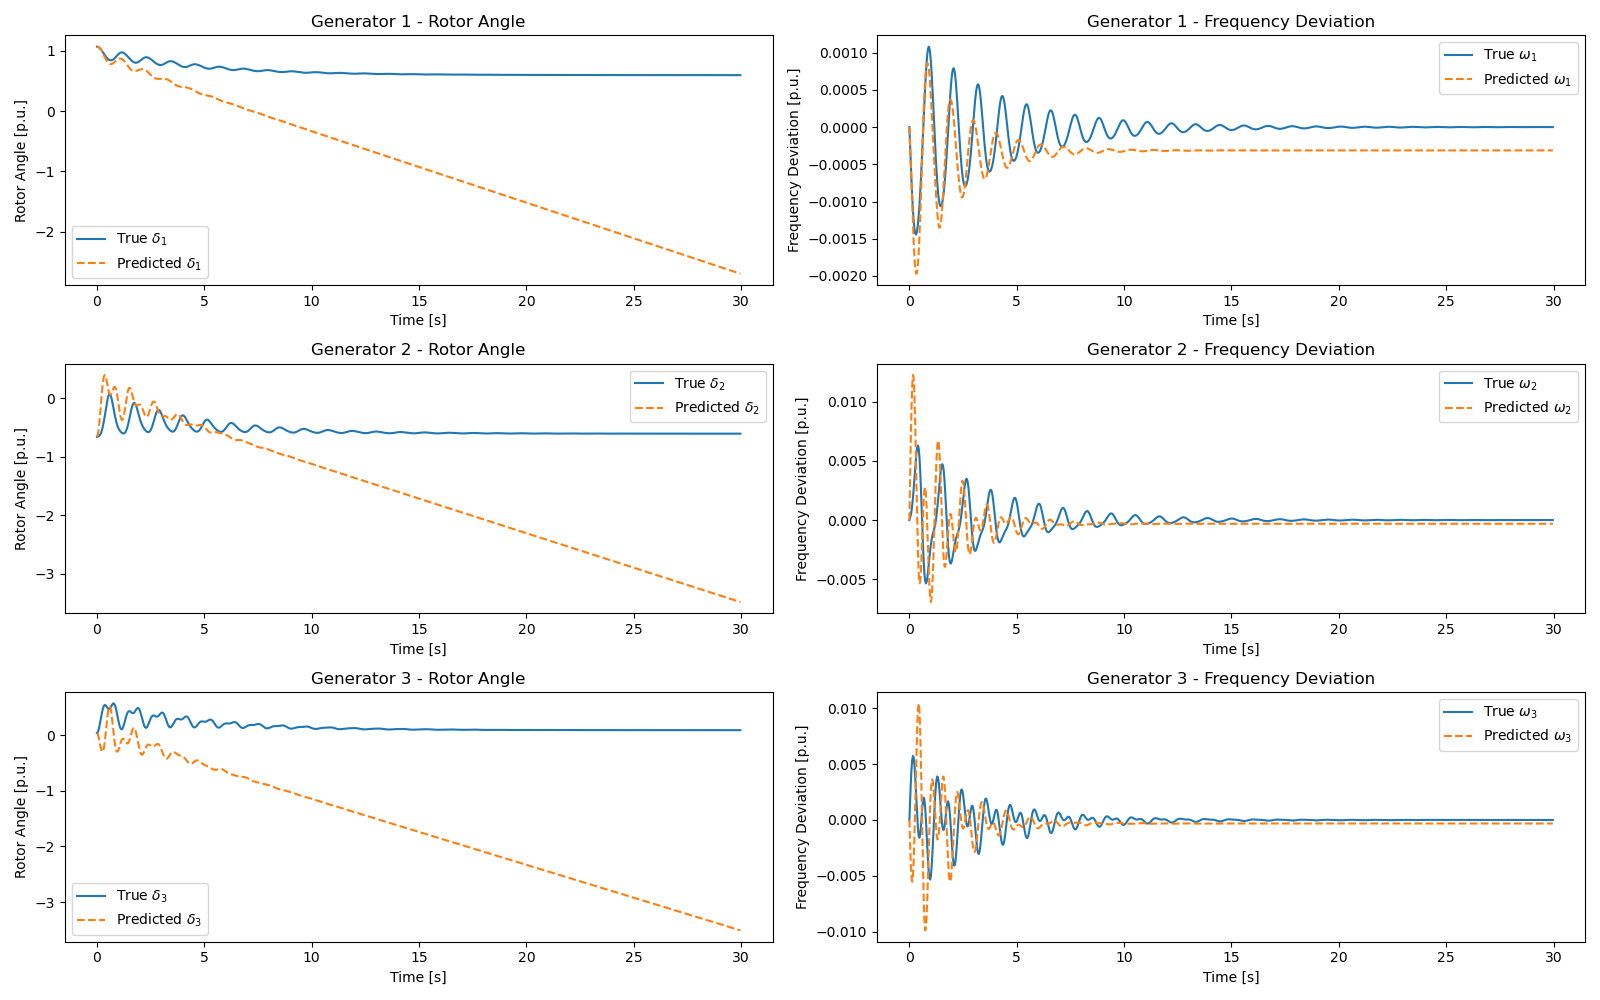 Generator 1 - Rotor Angle
1
0
−1
−2
Rotor Angle [p.u.]
True δ₁
Predicted δ₁
0 5 10 15 20 25 30
Time [s]
Generator 1 - Frequency Deviation
0.0010
0.0005
0.0000
−0.0005
−0.0010
−0.0015
−0.0020
Frequency Deviation [p.u.]
True ω₁
Predicted ω₁
0 5 10 15 20 25 30
Time [s]
Generator 2 - Rotor Angle
0
−1
−2
−3
Rotor Angle [p.u.]
True δ₂
Predicted δ₂
0 5 10 15 20 25 30
Time [s]
Generator 2 - Frequency Deviation
0.010
0.005
0.000
−0.005
Frequency Deviation [p.u.]
True ω₂
Predicted ω₂
0 5 10 15 20 25 30
Time [s]
Generator 3 - Rotor Angle
0
−1
−2
−3
Rotor Angle [p.u.]
True δ₃
Predicted δ₃
0 5 10 15 20 25 30
Time [s]
Generator 3 - Frequency Deviation
0.010
0.005
0.000
−0.005
−0.010
Frequency Deviation [p.u.]
True ω₃
Predicted ω₃
0 5 10 15 20 25 30
Time [s]